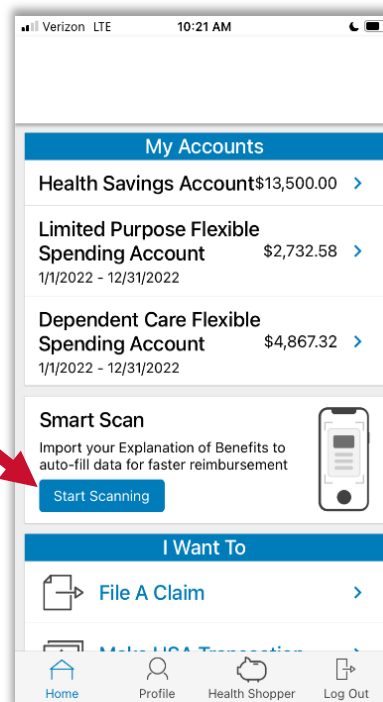 Verizon LTE 10:21 AM
My Accounts
Health Savings Account $13,500.00
Limited Purpose Flexible
Spending Account $2,732.58
1/1/2022 - 12/31/2022
Dependent Care Flexible
Spending Account $4,867.32
1/1/2022 - 12/31/2022
Smart Scan
Import your Explanation of Benefits to
auto-fill data for faster reimbursement
Start Scanning
I Want To
File A Claim
Make HSA Transaction
Home Profile Health Shopper Log Out